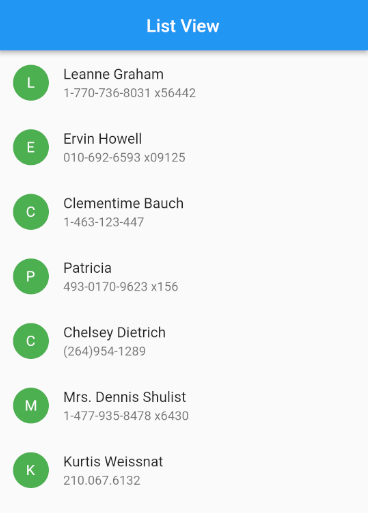 List View
L
Leanne Graham
1-770-736-8031 x56442
E
Ervin Howell
010-692-6593 x09125
C
Clementime Bauch
1-463-123-447
P
Patricia
493-0170-9623 x156
C
Chelsey Dietrich
(264)954-1289
M
Mrs. Dennis Shulist
1-477-935-8478 x6430
K
Kurtis Weissnat
210.067.6132